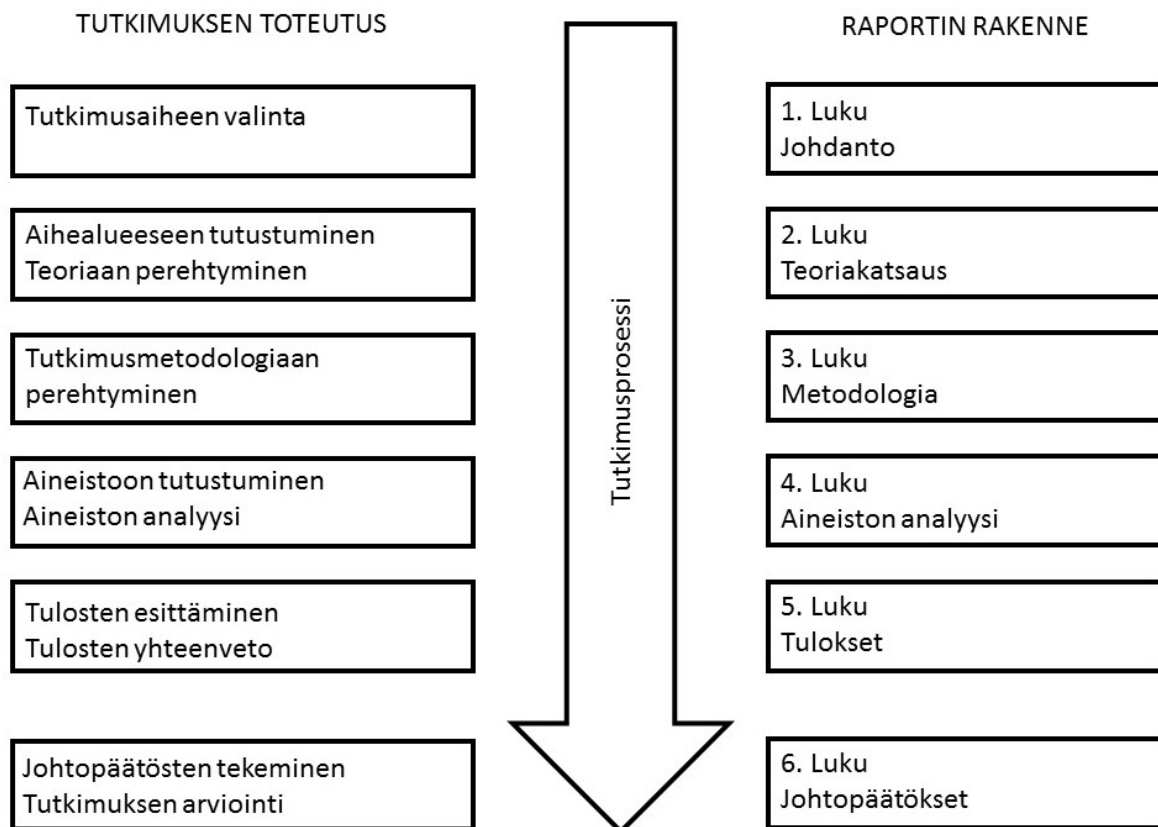 TUTKIMUKSEN TOTEUTUS
Tutkimusaiheen valinta
Aihealueeseen tutustuminen
Teoriaan perehtyminen
Tutkimusmetodologiaan
perehtyminen
Aineistoon tutustuminen
Aineiston analyysi
Tulosten esittäminen
Tulosten yhteenveto
Johtopäätösten tekeminen
Tutkimuksen arviointi
Tutkimusprosessi
RAPORTIN RAKENNE
1. Luku
Johdanto
2. Luku
Teoriakatsaus
3. Luku
Metodologia
4. Luku
Aineiston analyysi
5. Luku
Tulokset
6. Luku
Johtopäätökset